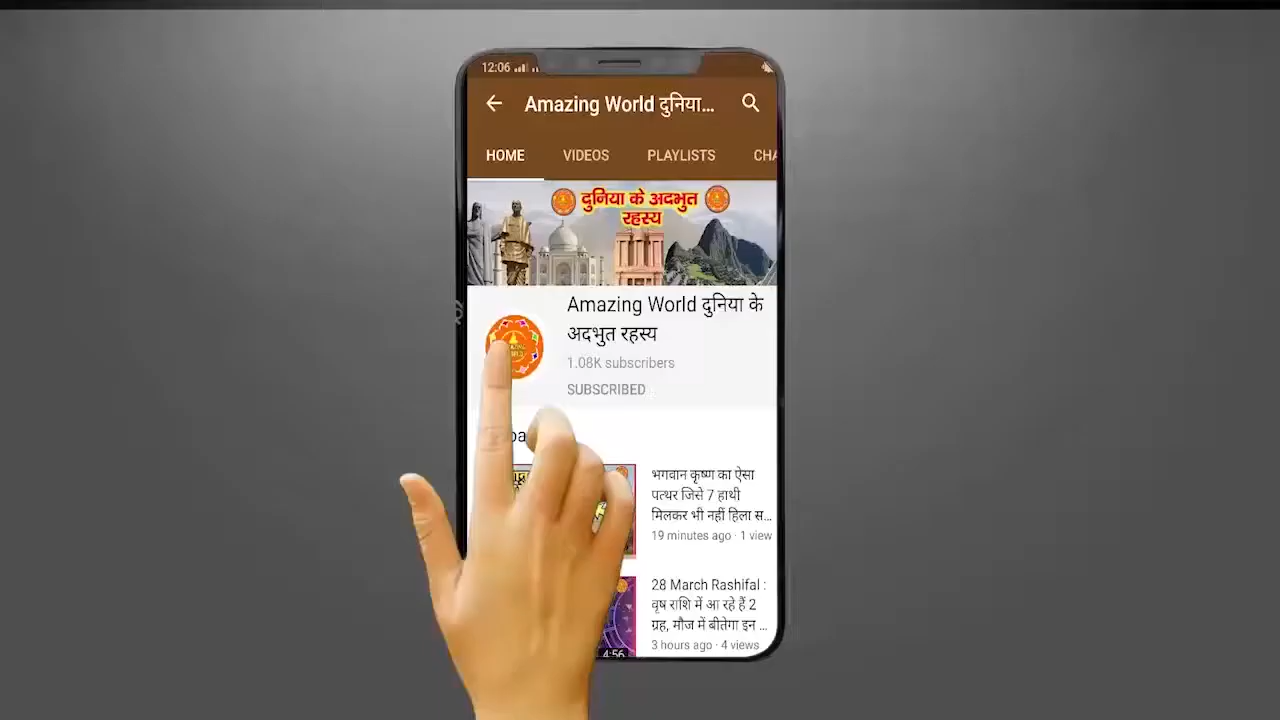 12:06
Amazing World दुनिया...
HOME VIDEOS PLAYLISTS CHA
दुनिया के अदभुत
रहस्य
Amazing World दुनिया के
अदभुत रहस्य
1.08K subscribers
SUBSCRIBED
भगवान कृष्ण का ऐसा
पत्थर जिसे 7 हाथी
मिलकर भी नहीं हिला स...
19 minutes ago · 1 view
28 March Rashifal :
वृष राशि में आ रहे हैं 2
ग्रह, मौज में बीतेगा इन ...
3 hours ago · 4 views
4:56